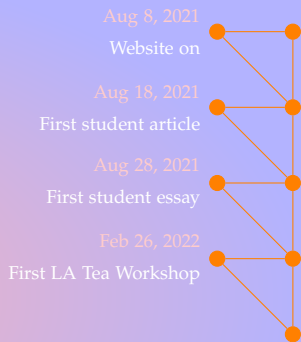 Aug 8, 2021
Website on
Aug 18, 2021
First student article
Aug 28, 2021
First student essay
Feb 26, 2022
First LA Tea Workshop